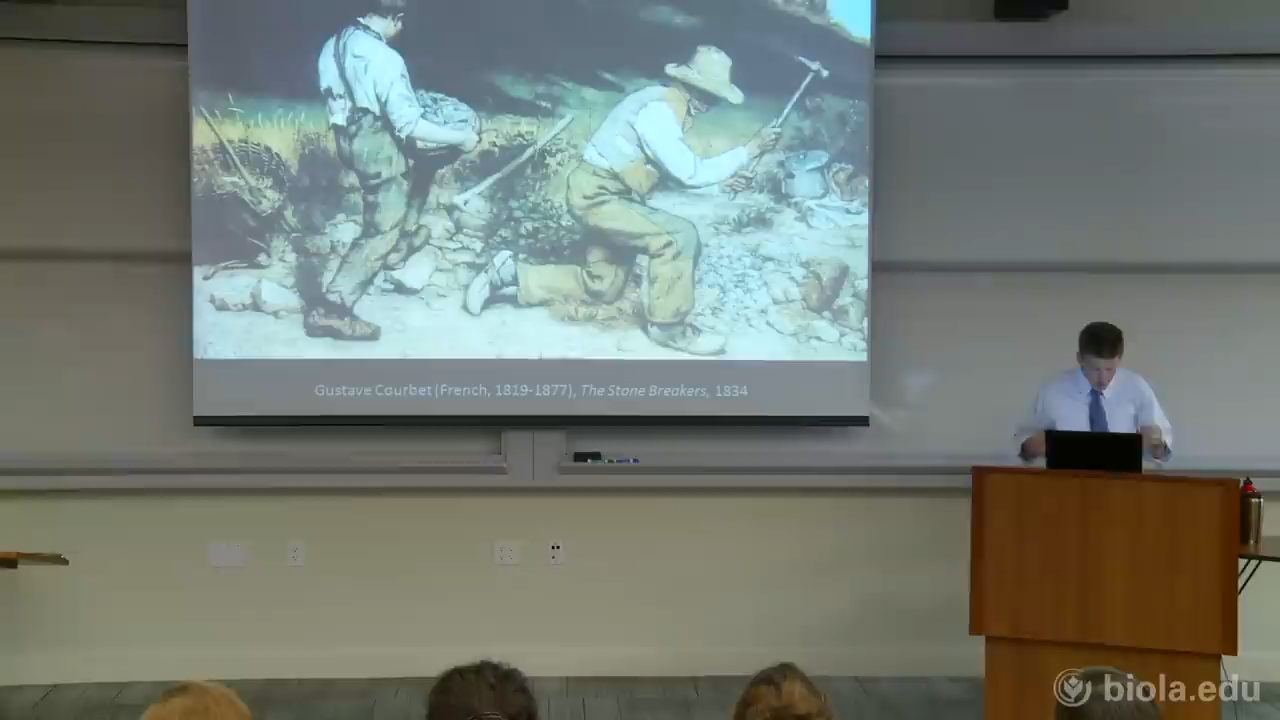 Gustave Courbet (French, 1819-1877), The Stone Breakers, 1834
biola.edu